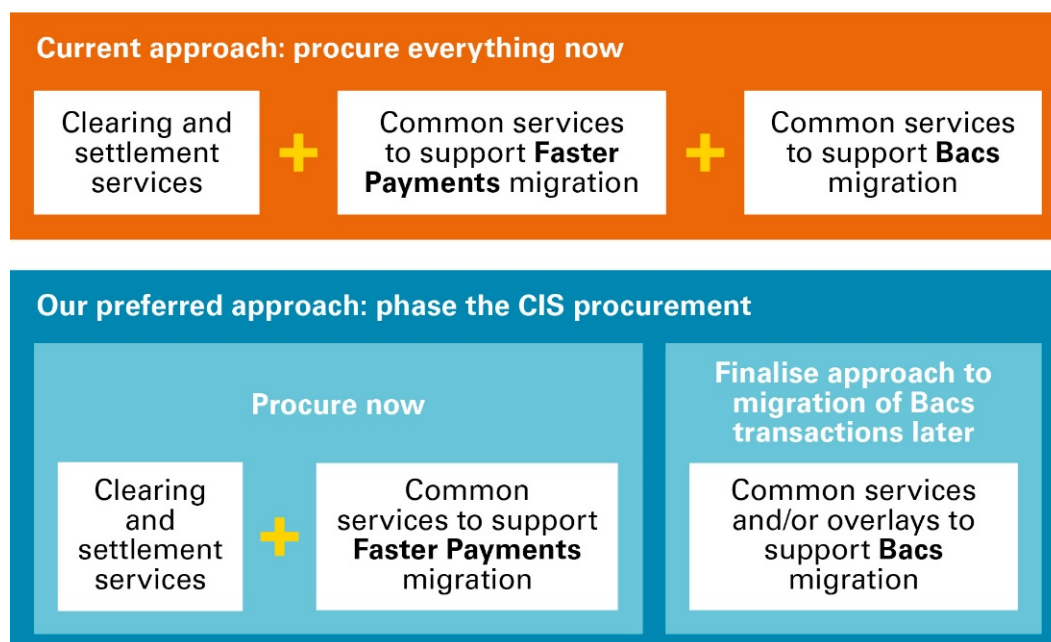 Current approach: procure everything now
Clearing and
settlement
services
+
Common services
to support Faster
Payments migration
+
Common services
to support Bacs
migration
Our preferred approach: phase the CIS procurement
Procure now
Clearing
and
settlement
services
+
Common
services to support
Faster Payments
migration
Finalise approach to
migration of Bacs
transactions later
Common services
and/or overlays to
support Bacs
migration